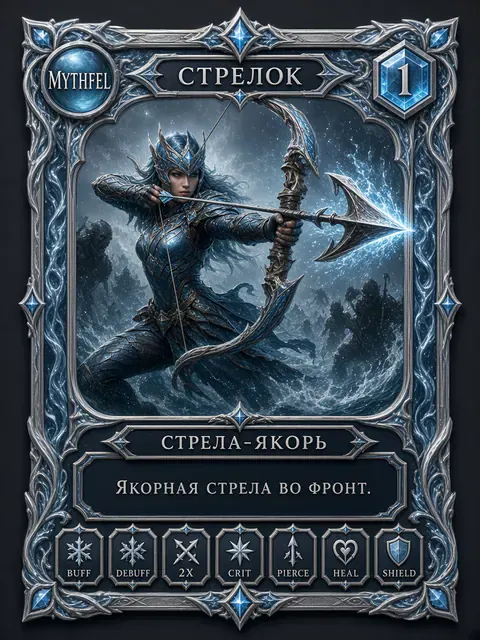 MYTHFEL
СТРЕЛОК
1
СТРЕЛА-ЯКОРЬ
ЯКОРНАЯ СТРЕЛА ВО ФРОНТ.
BUFF DEBUFF 2X CRIT PIERCE HEAL SHIELD